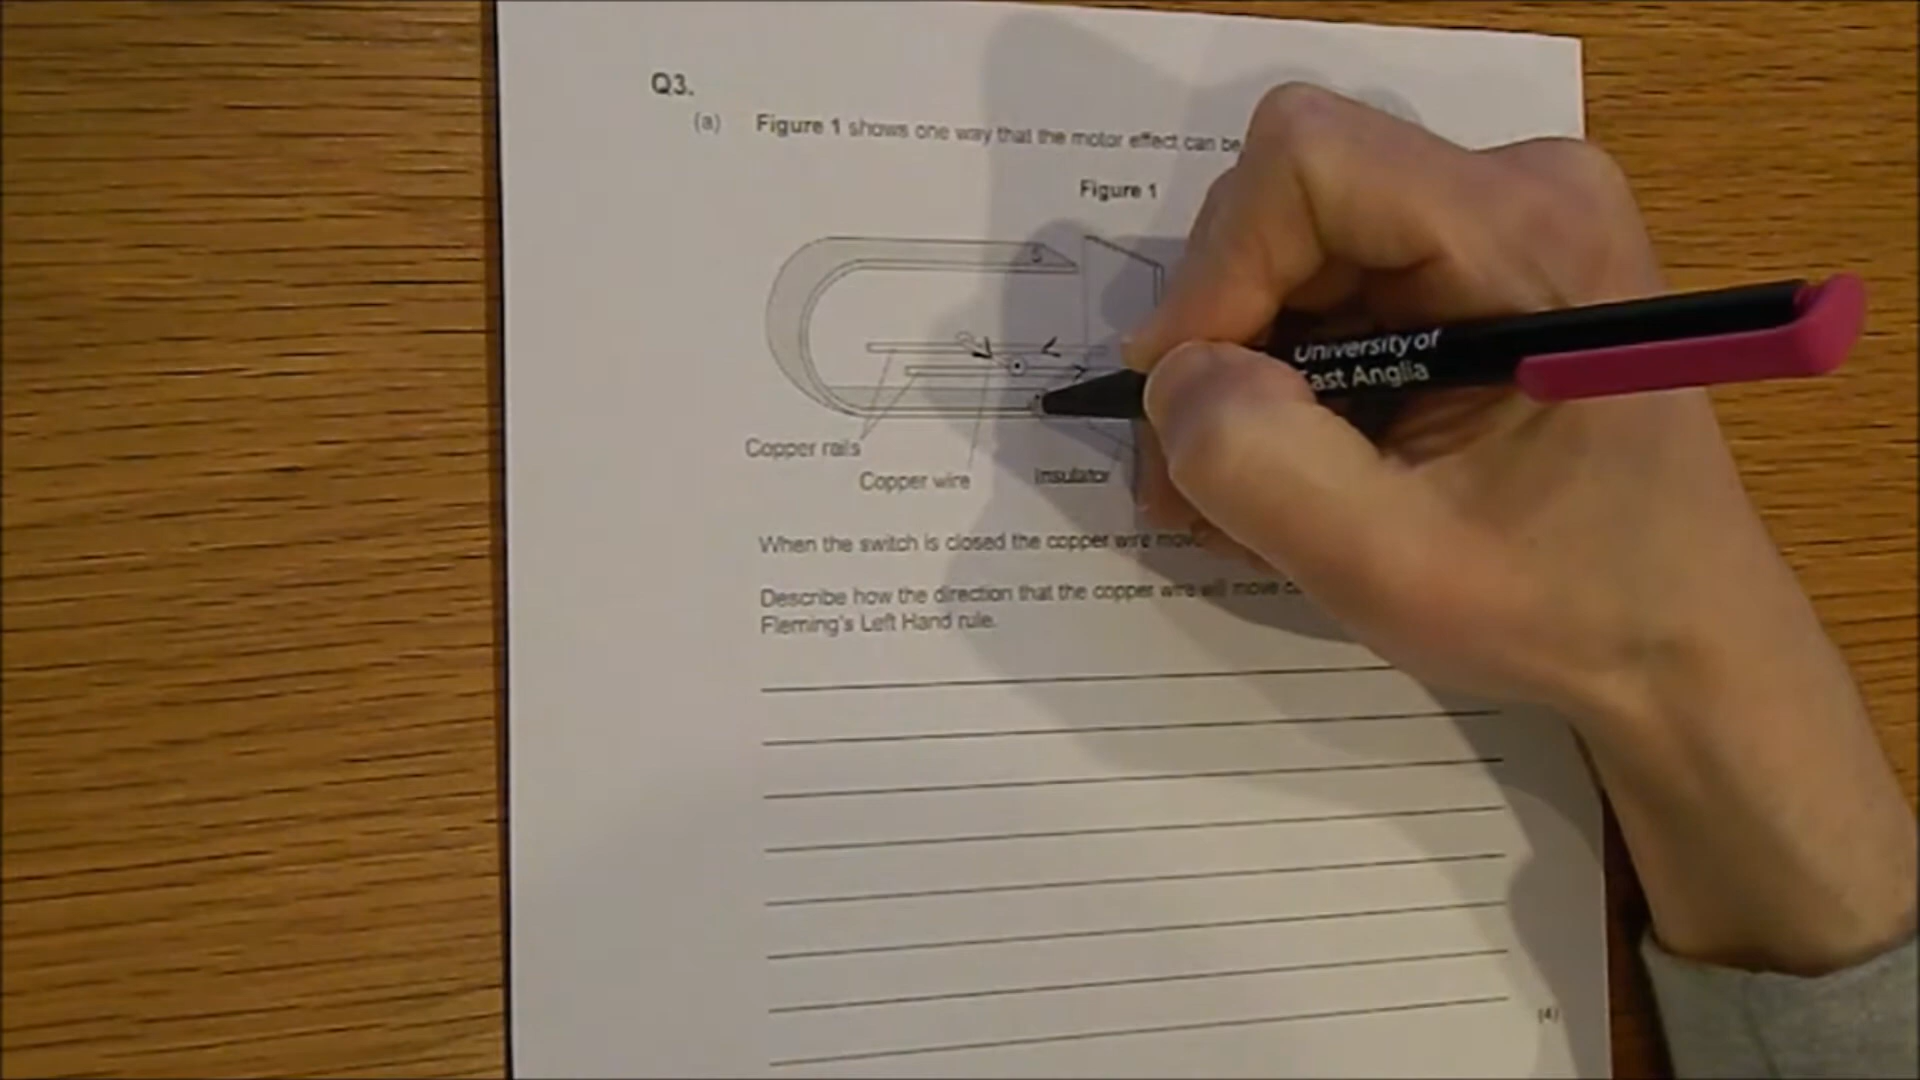 Q3.
(a) Figure 1 shows one way that the motor effect can be
Figure 1
S
University of
East Anglia
Copper rails
Copper wire
Insulator
When the switch is closed the copper wire
Describe how the direction that the copper wire will move
Fleming's Left Hand rule.
(4)